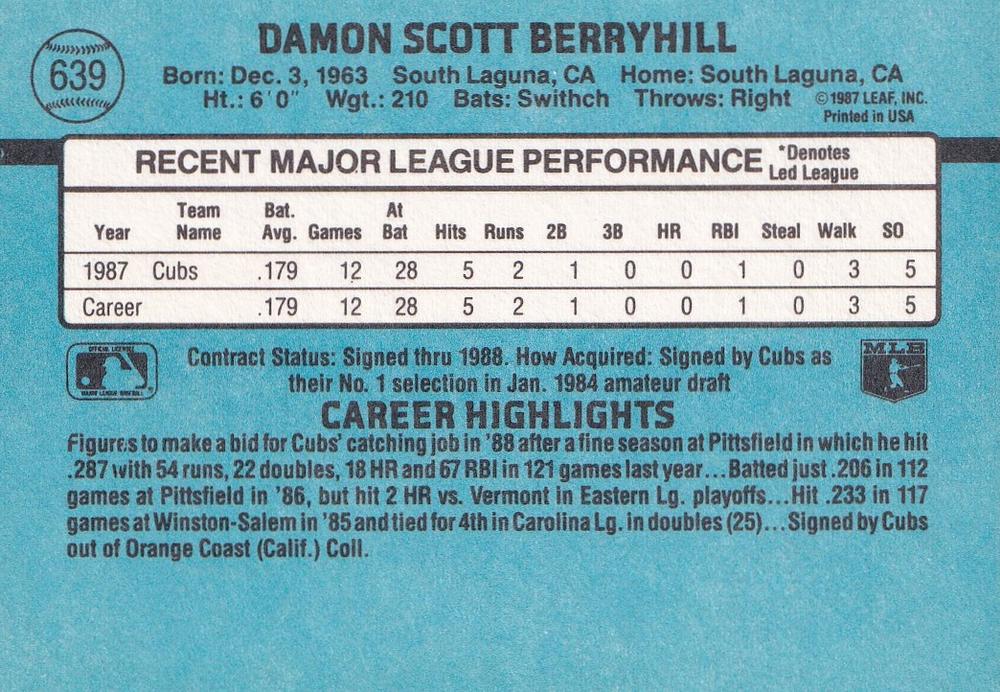 DAMON SCOTT BERRYHILL
639
Born: Dec. 3, 1963 South Laguna, CA Home: South Laguna, CA
Ht.: 6'0" Wgt.: 210 Bats: Swithch Throws: Right ©1987 LEAF, INC.
Printed in USA
RECENT MAJOR LEAGUE PERFORMANCE *Denotes
Led League
Year Team Name Bat. Avg. Games At Bat Hits Runs 2B 3B HR RBI Steal Walk SO
1987 Cubs .179 12 28 5 2 1 0 0 1 0 3 5
Career .179 12 28 5 2 1 0 0 1 0 3 5
OFFICIAL LICENSEE
MAJOR LEAGUE BASEBALL
Contract Status: Signed thru 1988. How Acquired: Signed by Cubs as
their No. 1 selection in Jan. 1984 amateur draft
MLB
CAREER HIGHLIGHTS
Figures to make a bid for Cubs' catching job in '88 after a fine season at Pittsfield in which he hit
.287 with 54 runs, 22 doubles, 18 HR and 67 RBI in 121 games last year...Batted just .206 in 112
games at Pittsfield in '86, but hit 2 HR vs. Vermont in Eastern Lg. playoffs...Hit .233 in 117
games at Winston-Salem in '85 and tied for 4th in Carolina Lg. in doubles (25)...Signed by Cubs
out of Orange Coast (Calif.) Coll.